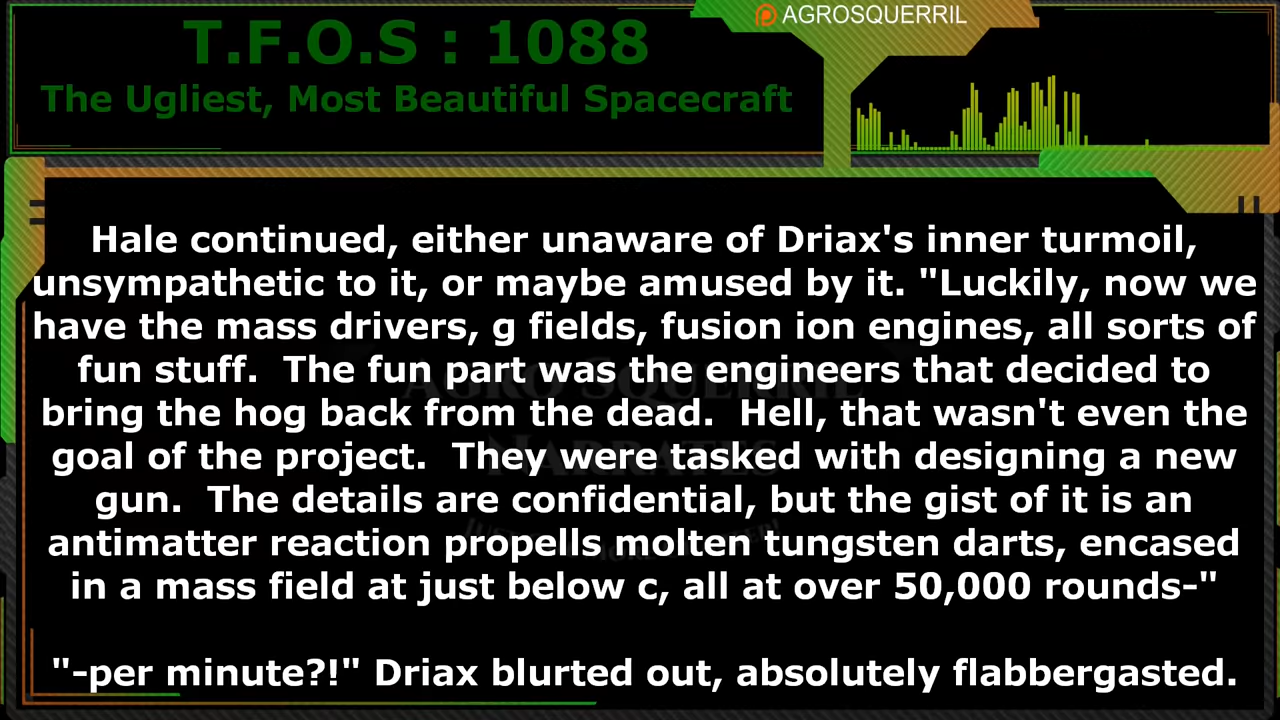 AGROSQUERRIL
T.F.O.S : 1088
The Ugliest, Most Beautiful Spacecraft
Hale continued, either unaware of Driax's inner turmoil,
unsympathetic to it, or maybe amused by it. "Luckily, now we
have the mass drivers, g fields, fusion ion engines, all sorts of
fun stuff.  The fun part was the engineers that decided to
bring the hog back from the dead.  Hell, that wasn't even the
goal of the project.  They were tasked with designing a new
gun.  The details are confidential, but the gist of it is an
antimatter reaction propells molten tungsten darts, encased
in a mass field at just below c, all at over 50,000 rounds-"
"-per minute?!" Driax blurted out, absolutely flabbergasted.
AGRO SQUERRIL
NARRATES